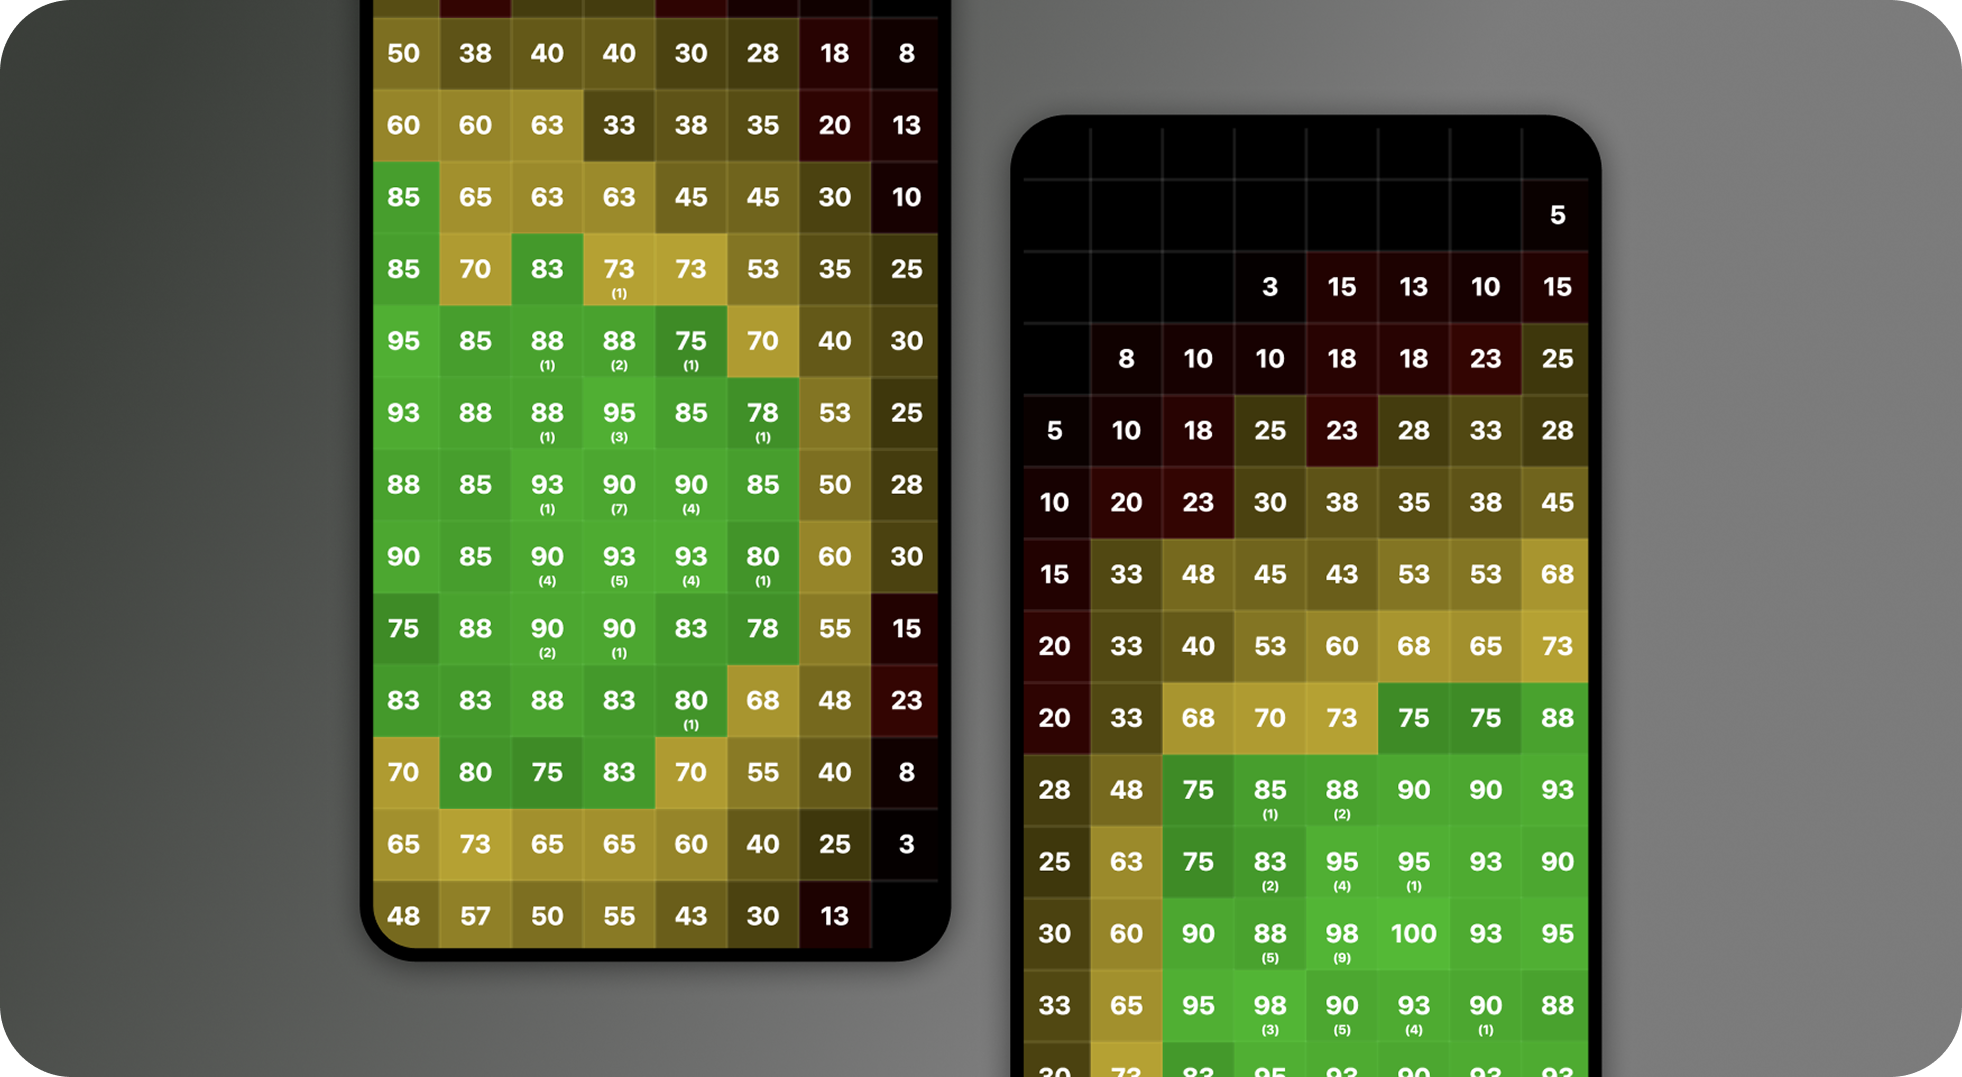 50 38 40 40 30 28 18 8
60 60 63 33 38 35 20 13
85 65 63 63 45 45 30 10
85 70 83 73 73 53 35 25
(1)
95 85 88 88 75 70 40 30
(1) (2) (1)
93 88 88 95 85 78 53 25
(1) (3) (1)
88 85 93 90 90 85 50 28
(1) (7) (4)
90 85 90 93 93 80 60 30
(4) (5) (4) (1)
75 88 90 90 83 78 55 15
(2) (1)
83 83 88 83 80 68 48 23
(1)
70 80 75 83 70 55 40 8
65 73 65 65 60 40 25 3
48 57 50 55 43 30 13
5
3 15 13 10 15
8 10 10 18 18 23 25
5 10 18 25 23 28 33 28
10 20 23 30 38 35 38 45
15 33 48 45 43 53 53 68
20 33 40 53 60 68 65 73
20 33 68 70 73 75 75 88
28 48 75 85 88 90 90 93
(1) (2)
25 63 75 83 95 95 93 90
(2) (4) (1)
30 60 90 88 98 100 93 95
(5) (9)
33 65 95 98 90 93 90 88
(3) (5) (4) (1)
30 73 83 95 93 90 93 93